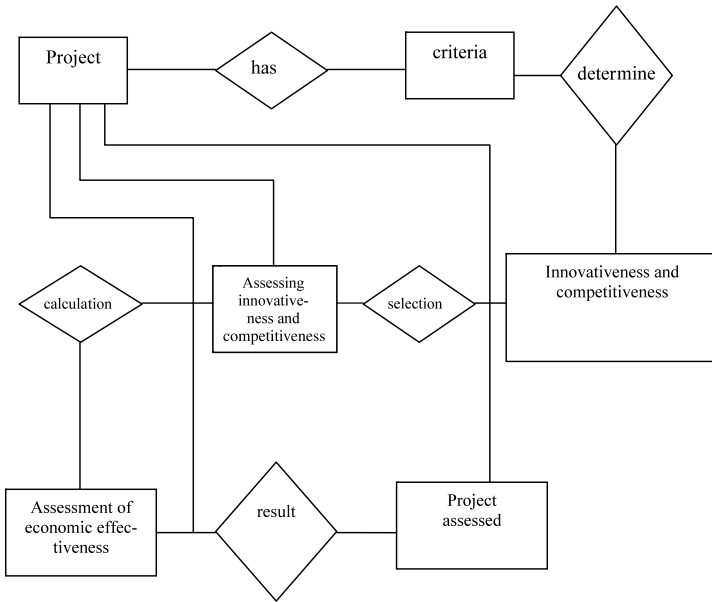 Project
has
criteria
determine
Innovativeness and
competitiveness
calculation
Assessing
innovative-
ness and
competitiveness
selection
Assessment of
economic effec-
tiveness
result
Project
assessed